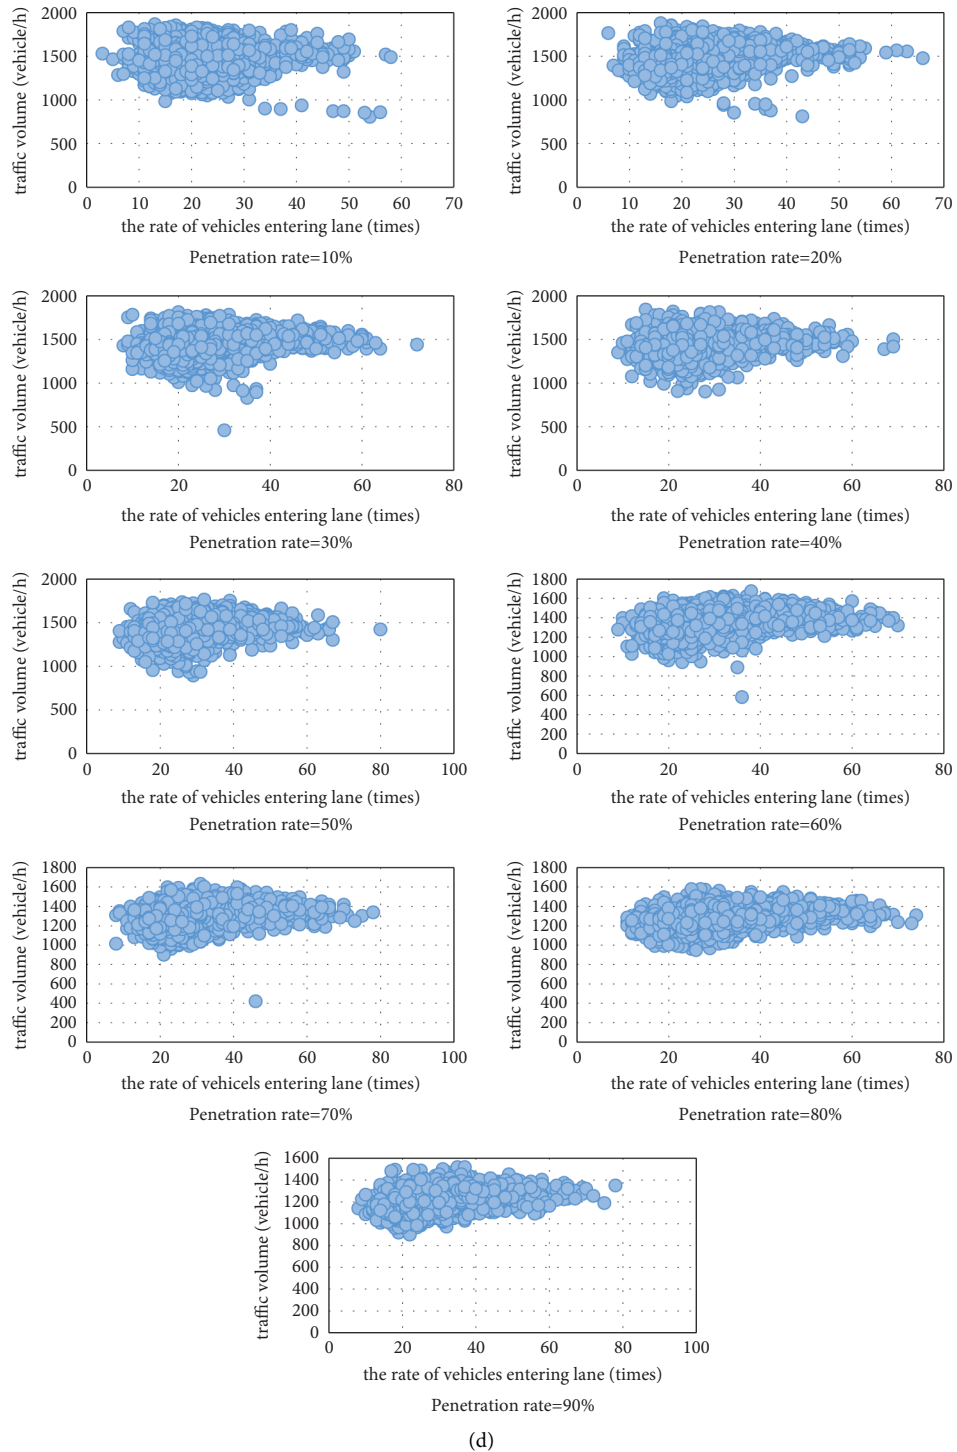 traffic volume (vehicle/h)
2000
1500
1000
500
0
0 10 20 30 40 50 60 70
the rate of vehicles entering lane (times)
Penetration rate=10%
traffic volume (vehicle/h)
2000
1500
1000
500
0
0 10 20 30 40 50 60 70
the rate of vehicles entering lane (times)
Penetration rate=20%
traffic volume (vehicle/h)
2000
1500
1000
500
0
0 20 40 60 80
the rate of vehicles entering lane (times)
Penetration rate=30%
traffic volume (vehicle/h)
2000
1500
1000
500
0
0 20 40 60 80
the rate of vehicles entering lane (times)
Penetration rate=40%
traffic volume (vehicle/h)
2000
1500
1000
500
0
0 20 40 60 80 100
the rate of vehicles entering lane (times)
Penetration rate=50%
traffic volume (vehicle/h)
1800
1600
1400
1200
1000
800
600
400
200
0
0 20 40 60 80
the rate of vehicles entering lane (times)
Penetration rate=60%
traffic volume (vehicle/h)
1800
1600
1400
1200
1000
800
600
400
200
0
0 20 40 60 80 100
the rate of vehicels entering lane (times)
Penetration rate=70%
traffic volume (vehicle/h)
1800
1600
1400
1200
1000
800
600
400
200
0
0 20 40 60 80
the rate of vehicles entering lane (times)
Penetration rate=80%
traffic volume (vehicle/h)
1600
1400
1200
1000
800
600
400
200
0
0 20 40 60 80 100
the rate of vehicles entering lane (times)
Penetration rate=90%
(d)